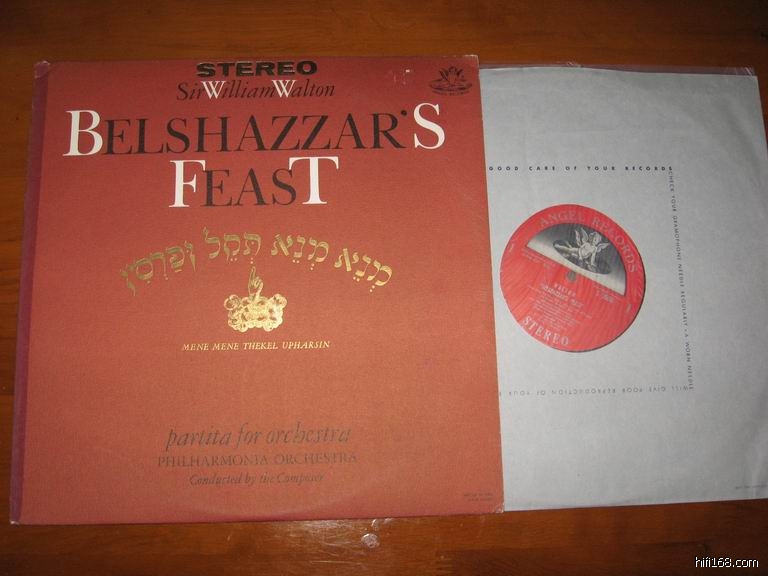 STEREO
Sir William Walton
BELSHAZZAR'S
FEAST
מְנֵא מְנֵא תְּקֵל וּפַרְסִין
MENE MENE THEKEL UPHARSIN
partita for orchestra
PHILHARMONIA ORCHESTRA
Conducted by the Composer
GOOD CARE OF YOUR RECORDS
CHECK YOUR GRAMOPHONE NEEDLE REGULARLY - A WORN NEEDLE
WILL GIVE POOR REPRODUCTION OF YOUR
ANGEL RECORDS
WALTON
STEREO
hifi168.com